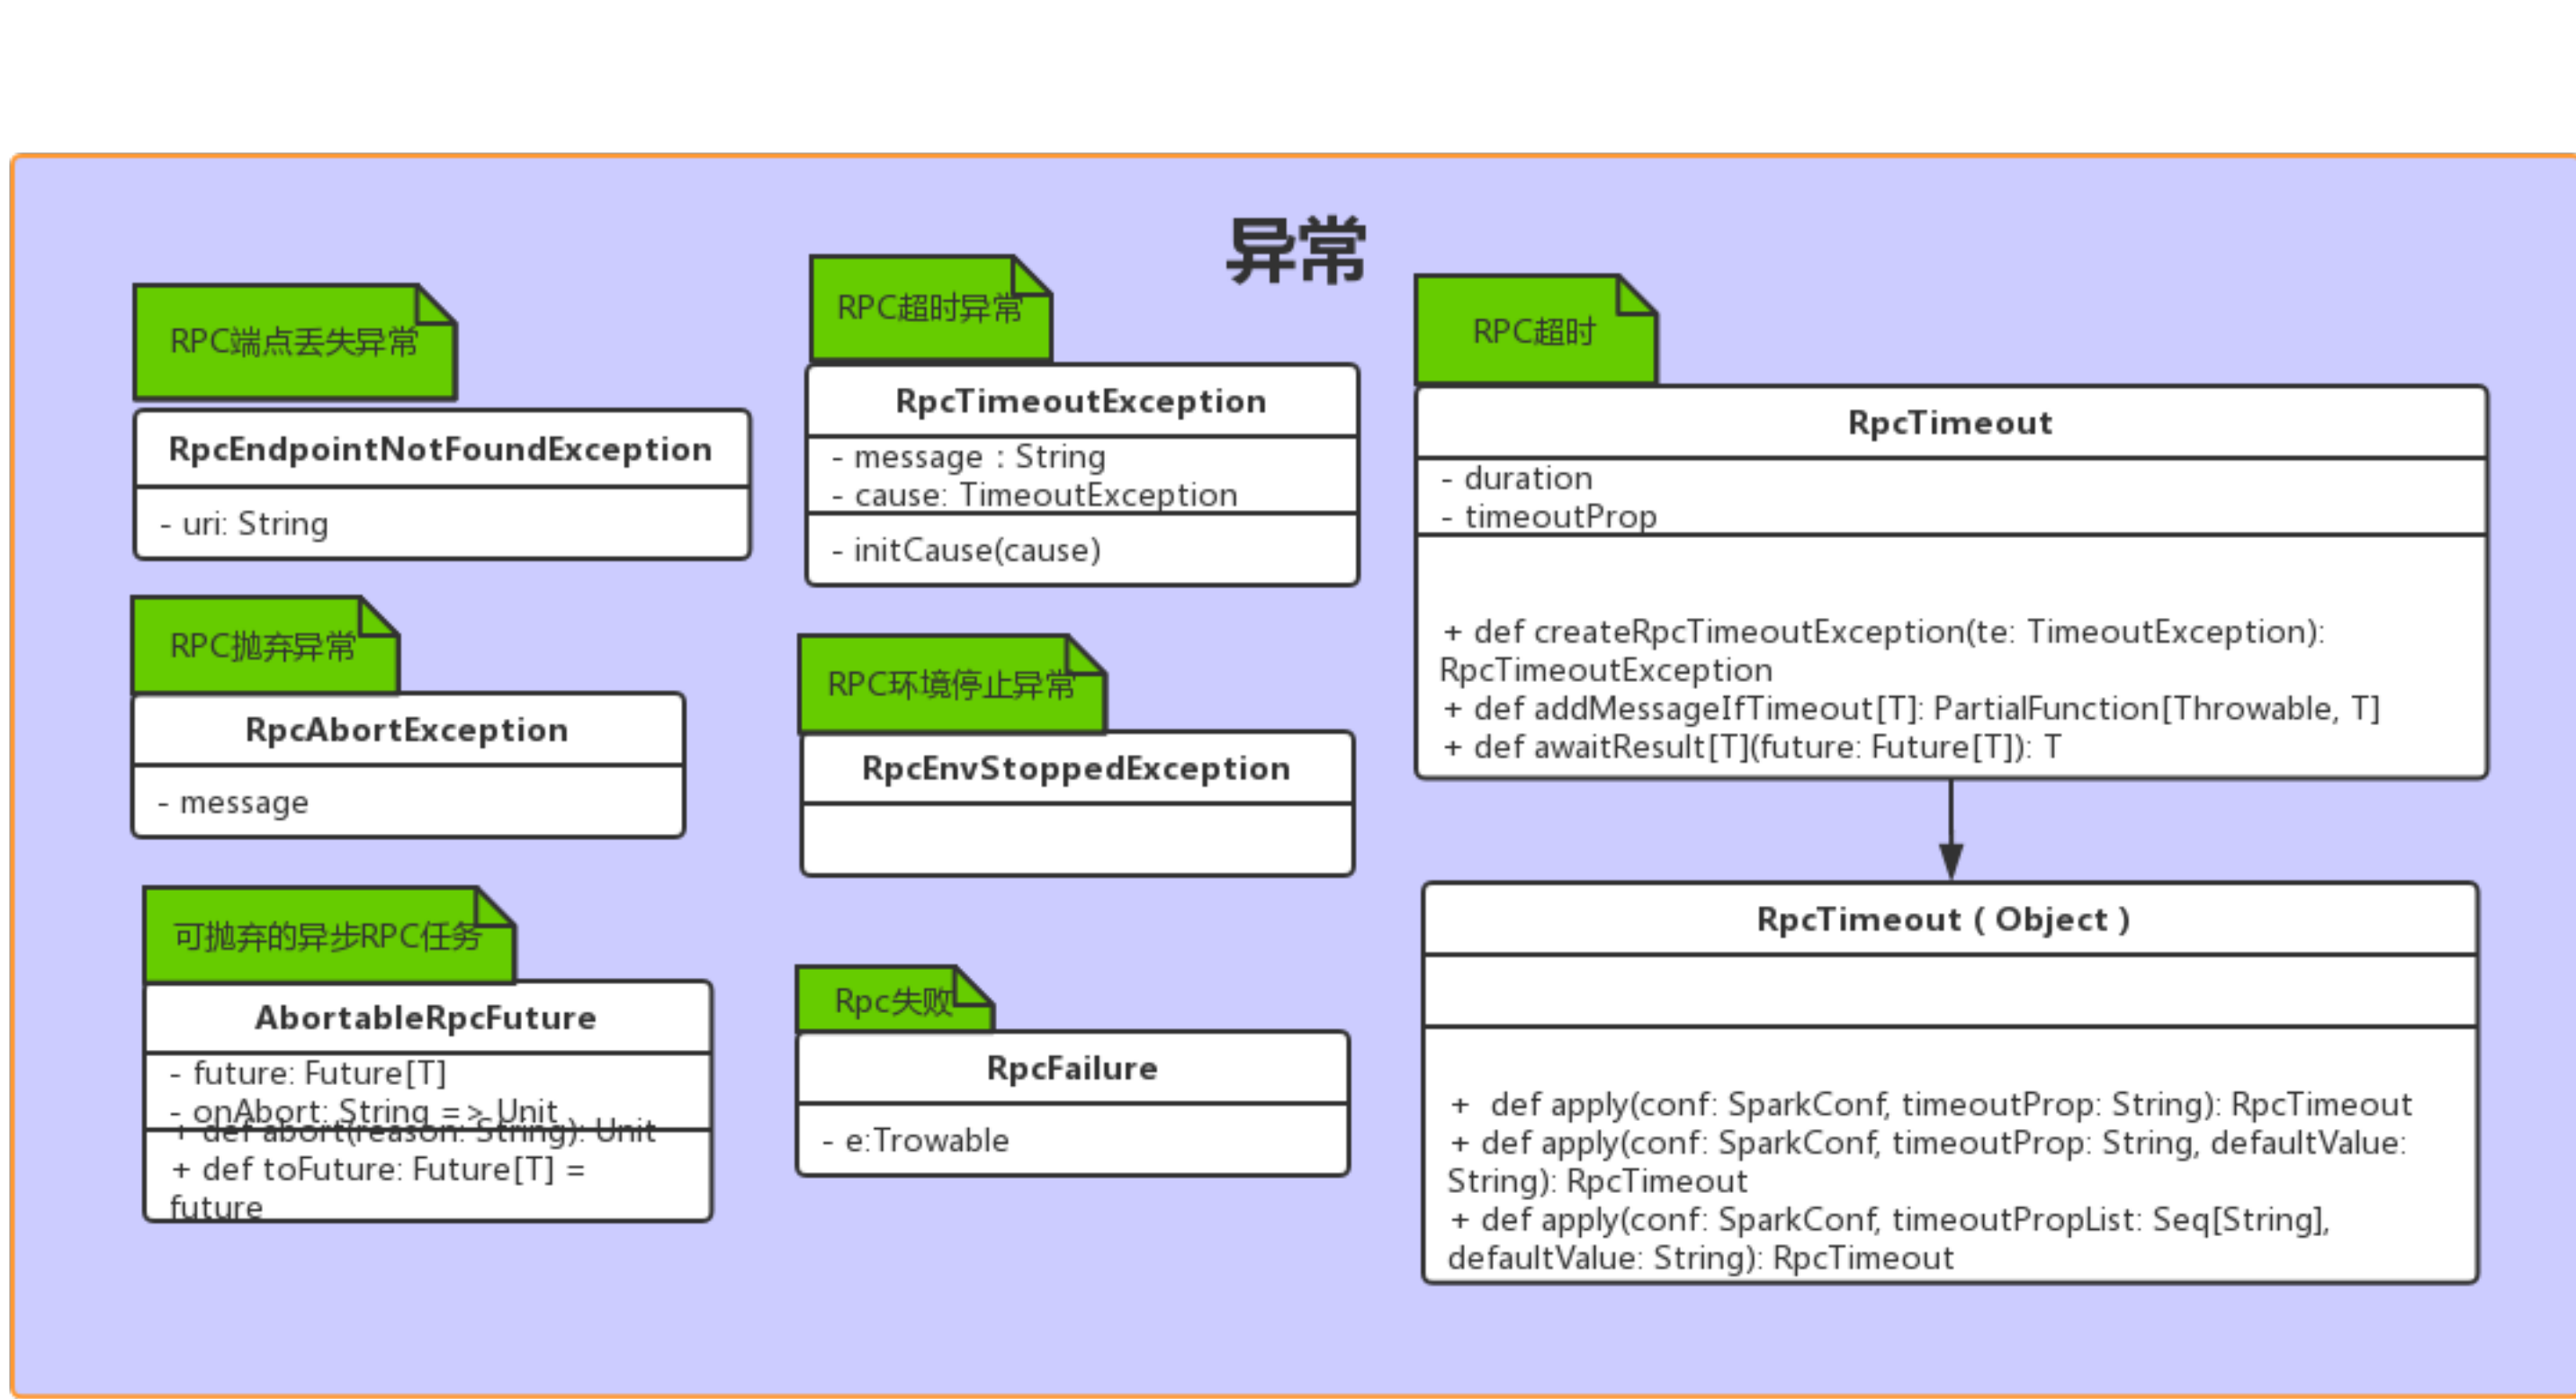 异常
RPC端点丢失异常
RpcEndpointNotFoundException
- uri: String
RPC抛弃异常
RpcAbortException
- message
可抛弃的异步RPC任务
AbortableRpcFuture
- future: Future[T]
- onAbort: String => Unit
+ def abort(reason: String): Unit
+ def toFuture: Future[T] =
future
RPC超时异常
RpcTimeoutException
- message : String
- cause: TimeoutException
- initCause(cause)
RPC环境停止异常
RpcEnvStoppedException
Rpc失败
RpcFailure
- e:Trowable
RPC超时
RpcTimeout
- duration
- timeoutProp
+ def createRpcTimeoutException(te: TimeoutException):
RpcTimeoutException
+ def addMessageIfTimeout[T]: PartialFunction[Throwable, T]
+ def awaitResult[T](future: Future[T]): T
RpcTimeout ( Object )
+  def apply(conf: SparkConf, timeoutProp: String): RpcTimeout
+ def apply(conf: SparkConf, timeoutProp: String, defaultValue:
String): RpcTimeout
+ def apply(conf: SparkConf, timeoutPropList: Seq[String],
defaultValue: String): RpcTimeout